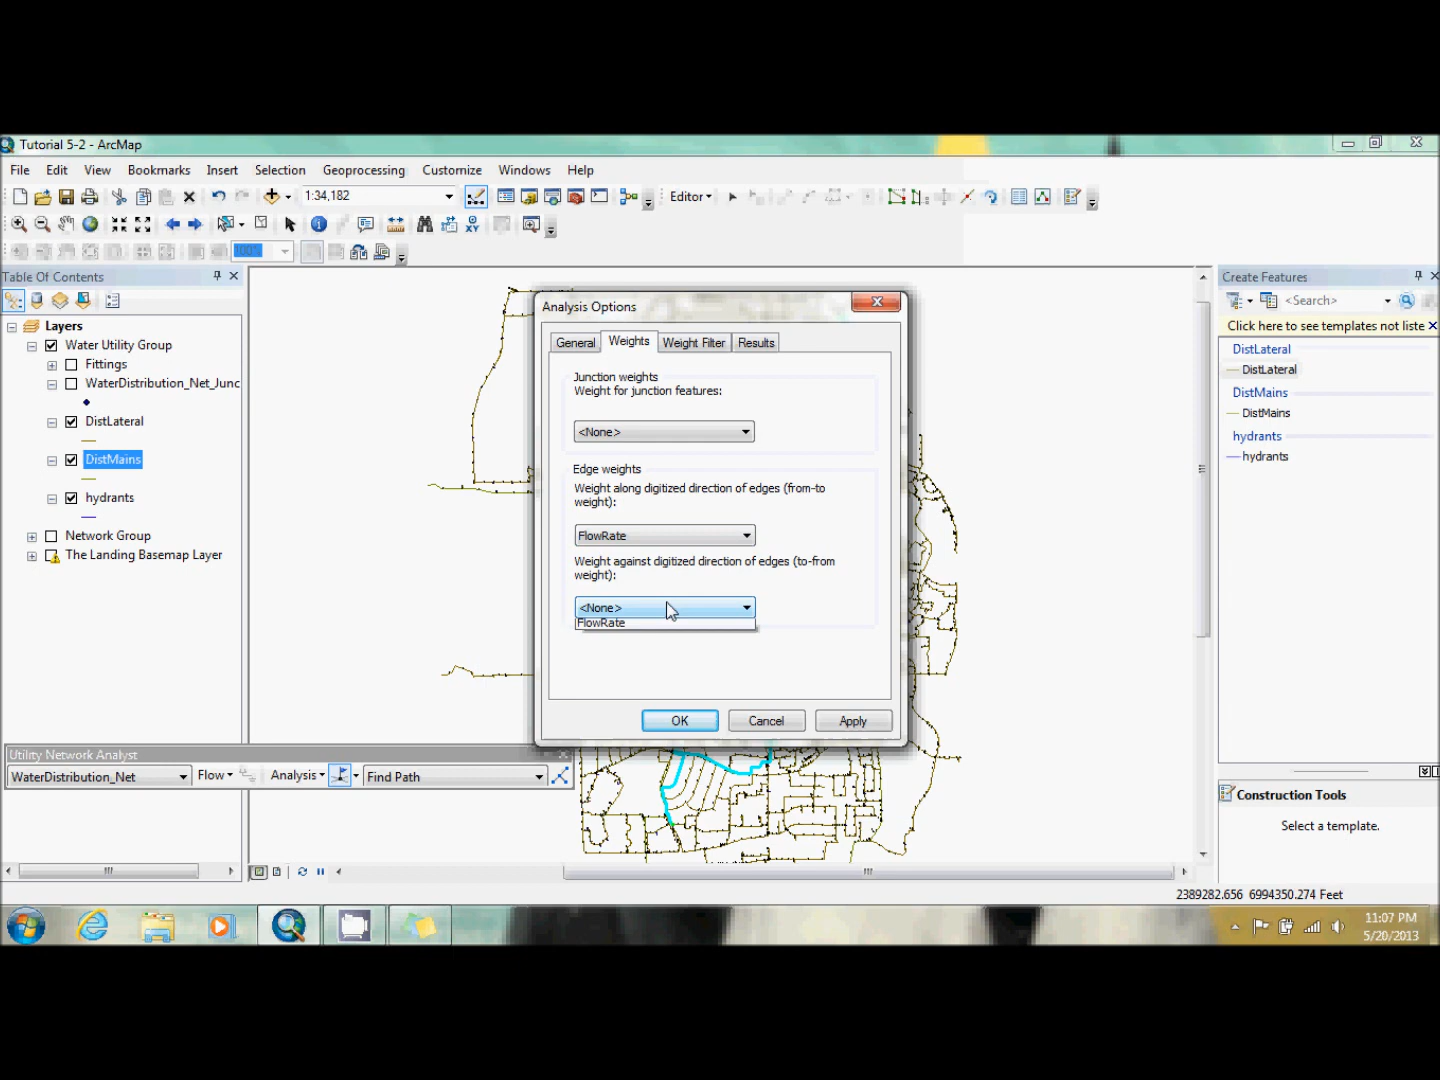 Tutorial 5-2 - ArcMap
File Edit View Bookmarks Insert Selection Geoprocessing Customize Windows Help
1:34,182
Editor
100%
Table Of Contents
Layers
Water Utility Group
Fittings
WaterDistribution_Net_Junc
DistLateral
DistMains
hydrants
Network Group
The Landing Basemap Layer
Analysis Options
General Weights Weight Filter Results
Junction weights
Weight for junction features:
<None>
Edge weights
Weight along digitized direction of edges (from-to
weight):
FlowRate
Weight against digitized direction of edges (to-from
weight):
<None>
FlowRate
OK Cancel Apply
Create Features
<Search>
Click here to see templates not liste
DistLateral
DistLateral
DistMains
DistMains
hydrants
hydrants
Utility Network Analyst
WaterDistribution_Net Flow Analysis Find Path
Construction Tools
Select a template.
2389282.656 6994350.274 Feet
11:07 PM
5/20/2013